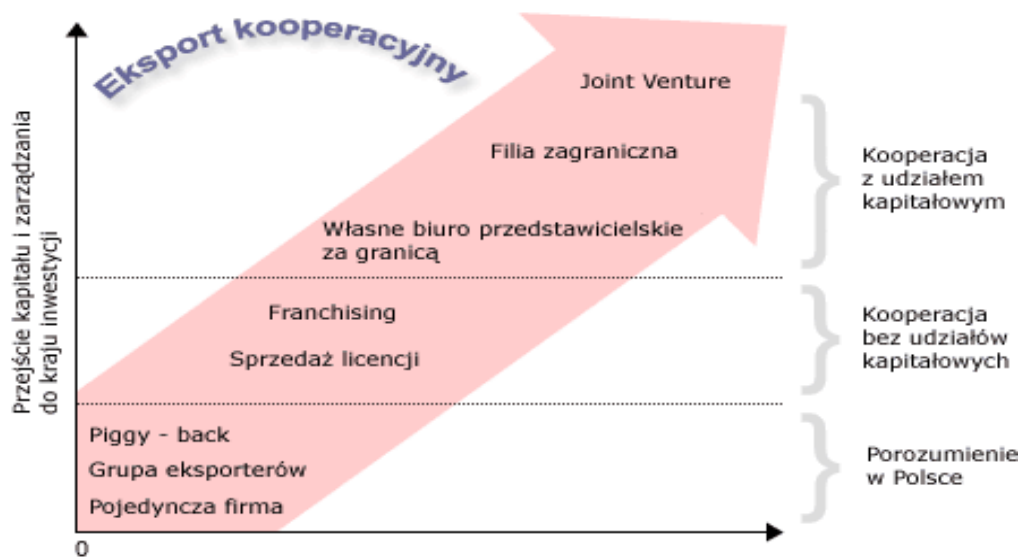 Eksport kooperacyjny
Przejście kapitału i zarządzania
do kraju inwestycji
Joint Venture
Filia zagraniczna
Własne biuro przedstawicielskie
za granicą
Kooperacja
z udziałem
kapitałowym
Franchising
Sprzedaż licencji
Kooperacja
bez udziałów
kapitałowych
Piggy - back
Grupa eksporterów
Pojedyncza firma
Porozumienie
w Polsce
0